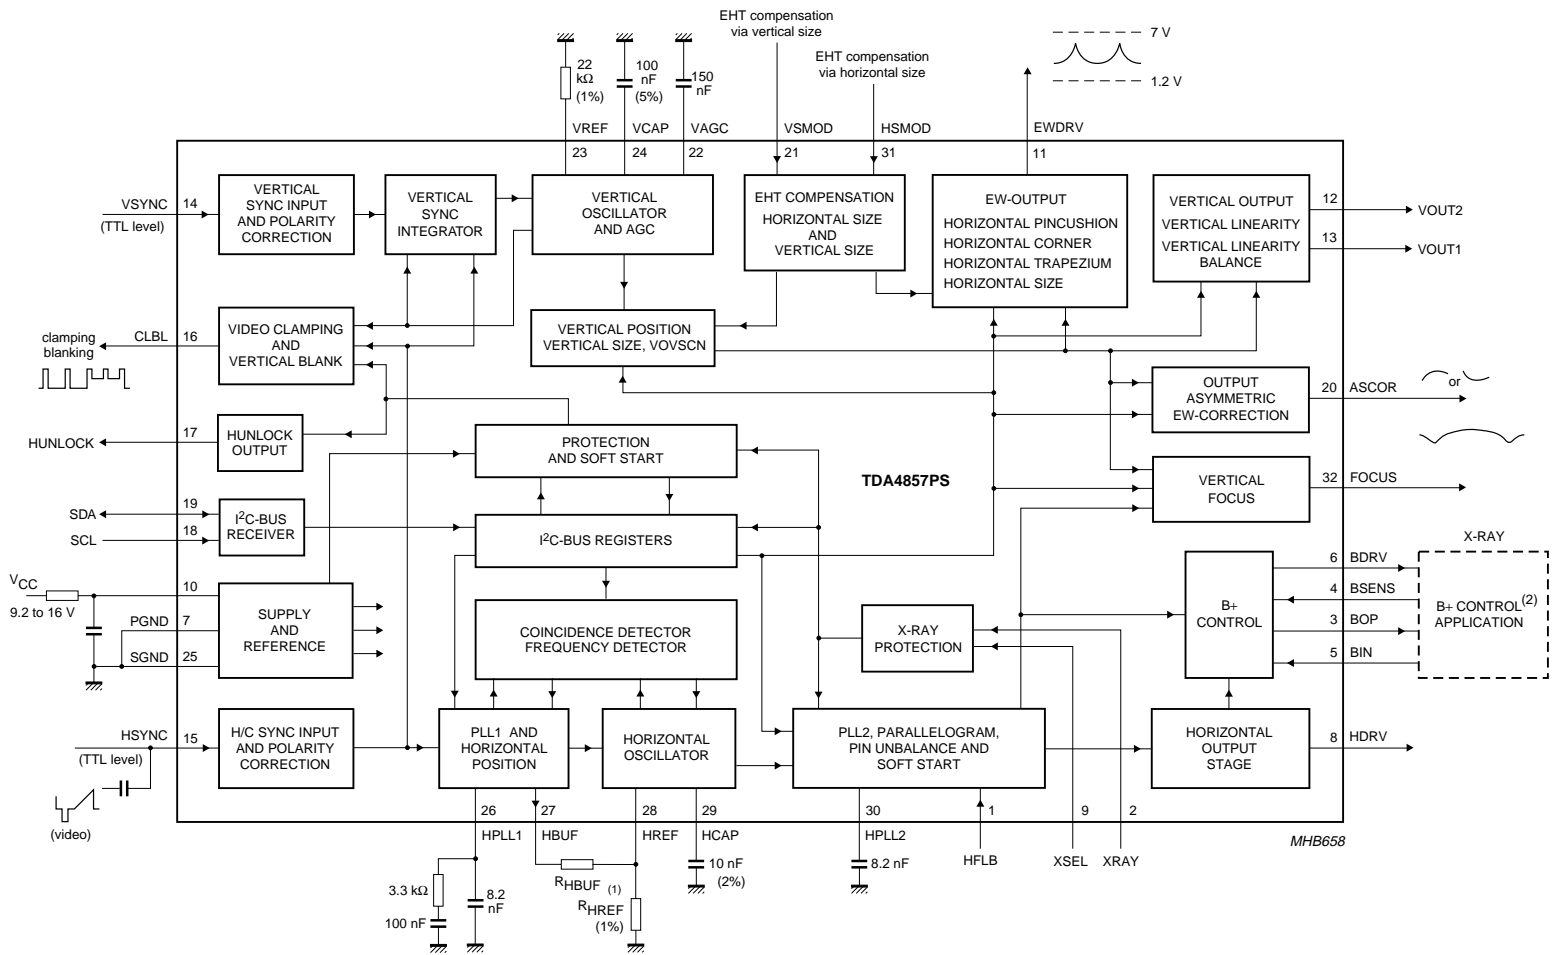 EHT compensation
via vertical size
EHT compensation
via horizontal size
7 V
1.2 V
22
kΩ
(1%)
100
nF
(5%)
150
nF
VREF
VCAP
VAGC
VSMOD
HSMOD
EWDRV
23
24
22
21
31
11
VSYNC
(TTL level)
14
VERTICAL
SYNC INPUT
AND POLARITY
CORRECTION
VERTICAL
SYNC
INTEGRATOR
VERTICAL
OSCILLATOR
AND AGC
EHT COMPENSATION
HORIZONTAL SIZE
AND
VERTICAL SIZE
EW-OUTPUT
HORIZONTAL PINCUSHION
HORIZONTAL CORNER
HORIZONTAL TRAPEZIUM
HORIZONTAL SIZE
VERTICAL OUTPUT
VERTICAL LINEARITY
VERTICAL LINEARITY
BALANCE
12
VOUT2
13
VOUT1
clamping
blanking
CLBL
16
VIDEO CLAMPING
AND
VERTICAL BLANK
VERTICAL POSITION
VERTICAL SIZE, VOVSCN
OUTPUT
ASYMMETRIC
EW-CORRECTION
20
ASCOR
or
HUNLOCK
17
HUNLOCK
OUTPUT
PROTECTION
AND SOFT START
TDA4857PS
VERTICAL
FOCUS
32
FOCUS
SDA
19
SCL
18
I²C-BUS
RECEIVER
I²C-BUS REGISTERS
X-RAY
VCC
9.2 to 16 V
10
PGND
7
SGND
25
SUPPLY
AND
REFERENCE
COINCIDENCE DETECTOR
FREQUENCY DETECTOR
X-RAY
PROTECTION
B+
CONTROL
6
BDRV
4
BSENS
3
BOP
5
BIN
B+ CONTROL(2)
APPLICATION
HSYNC
(TTL level)
15
(video)
H/C SYNC INPUT
AND POLARITY
CORRECTION
PLL1 AND
HORIZONTAL
POSITION
HORIZONTAL
OSCILLATOR
PLL2, PARALLELOGRAM,
PIN UNBALANCE AND
SOFT START
HORIZONTAL
OUTPUT
STAGE
8
HDRV
26
27
28
29
30
1
9
2
HPLL1
HBUF
HREF
HCAP
HPLL2
HFLB
XSEL
XRAY
MHB658
3.3 kΩ
100 nF
8.2
nF
RHBUF (1)
RHREF
(1%)
10 nF
(2%)
8.2 nF